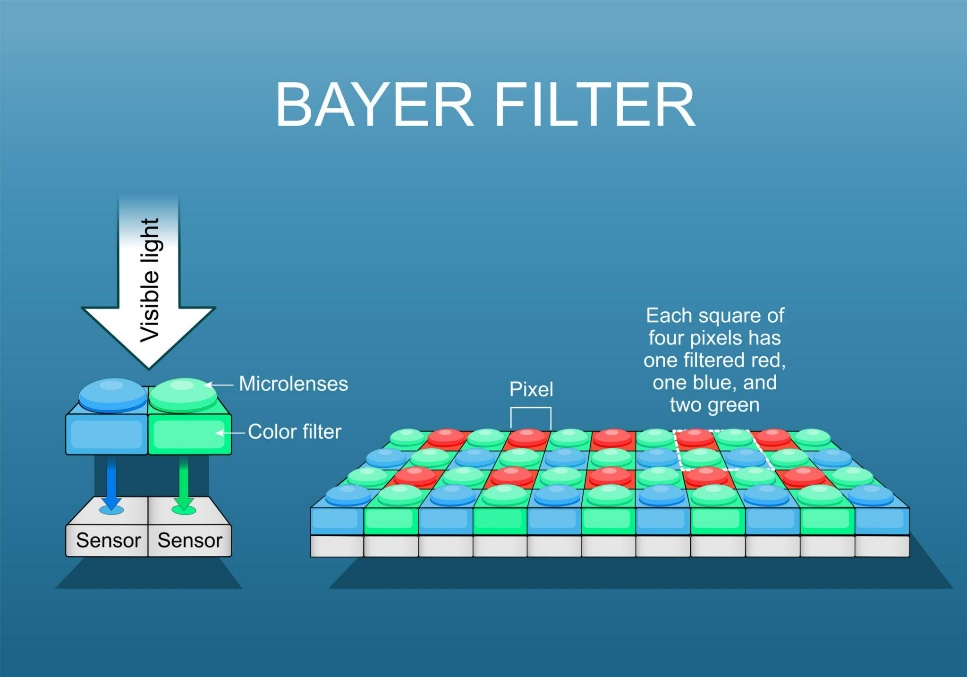 BAYER FILTER
Visible light
Microlenses
Color filter
Sensor
Sensor
Pixel
Each square of
four pixels has
one filtered red,
one blue, and
two green